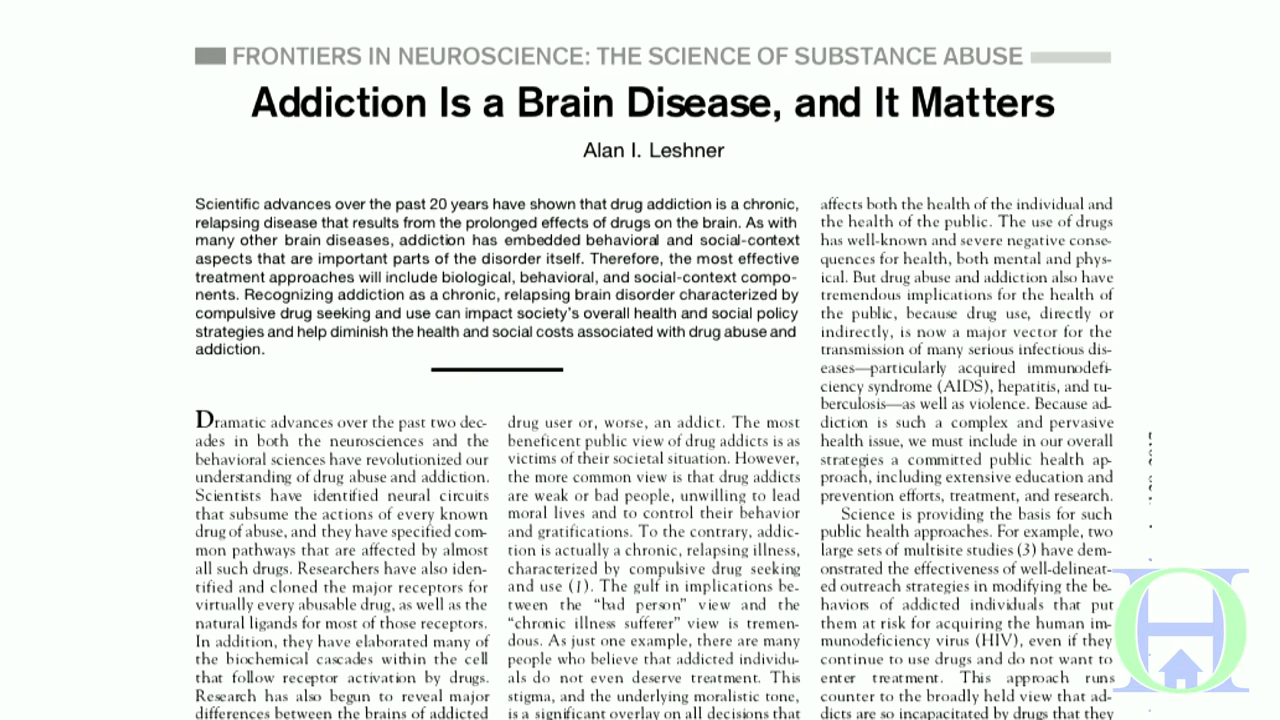 FRONTIERS IN NEUROSCIENCE: THE SCIENCE OF SUBSTANCE ABUSE
Addiction Is a Brain Disease, and It Matters
Alan I. Leshner
Scientific advances over the past 20 years have shown that drug addiction is a chronic,
relapsing disease that results from the prolonged effects of drugs on the brain. As with
many other brain diseases, addiction has embedded behavioral and social-context
aspects that are important parts of the disorder itself. Therefore, the most effective
treatment approaches will include biological, behavioral, and social-context compo-
nents. Recognizing addiction as a chronic, relapsing brain disorder characterized by
compulsive drug seeking and use can impact society's overall health and social policy
strategies and help diminish the health and social costs associated with drug abuse and
addiction.
Dramatic advances over the past two dec-
ades in both the neurosciences and the
behavioral sciences have revolutionized our
understanding of drug abuse and addiction.
Scientists have identified neural circuits
that subsume the actions of every known
drug of abuse, and they have specified com-
mon pathways that are affected by almost
all such drugs. Researchers have also iden-
tified and cloned the major receptors for
virtually every abusable drug, as well as the
natural ligands for most of those receptors.
In addition, they have elaborated many of
the biochemical cascades within the cell
that follow receptor activation by drugs.
Research has also begun to reveal major
differences between the brains of addicted
drug user or, worse, an addict. The most
beneficent public view of drug addicts is as
victims of their societal situation. However,
the more common view is that drug addicts
are weak or bad people, unwilling to lead
moral lives and to control their behavior
and gratifications. To the contrary, addic-
tion is actually a chronic, relapsing illness,
characterized by compulsive drug seeking
and use (1). The gulf in implications be-
tween the "bad person" view and the
"chronic illness sufferer" view is tremen-
dous. As just one example, there are many
people who believe that addicted individu-
als do not even deserve treatment. This
stigma, and the underlying moralistic tone,
is a significant overlay on all decisions that
affects both the health of the individual and
the health of the public. The use of drugs
has well-known and severe negative conse-
quences for health, both mental and phys-
ical. But drug abuse and addiction also have
tremendous implications for the health of
the public, because drug use, directly or
indirectly, is now a major vector for the
transmission of many serious infectious dis-
eases—particularly acquired immunodefi-
ciency syndrome (AIDS), hepatitis, and tu-
berculosis—as well as violence. Because ad-
diction is such a complex and pervasive
health issue, we must include in our overall
strategies a committed public health ap-
proach, including extensive education and
prevention efforts, treatment, and research.
Science is providing the basis for such
public health approaches. For example, two
large sets of multisite studies (3) have dem-
onstrated the effectiveness of well-delineat-
ed outreach strategies in modifying the be-
haviors of addicted individuals that put
them at risk for acquiring the human im-
munodeficiency virus (HIV), even if they
continue to use drugs and do not want to
enter treatment. This approach runs
counter to the broadly held view that ad-
dicts are so incapacitated by drugs that they